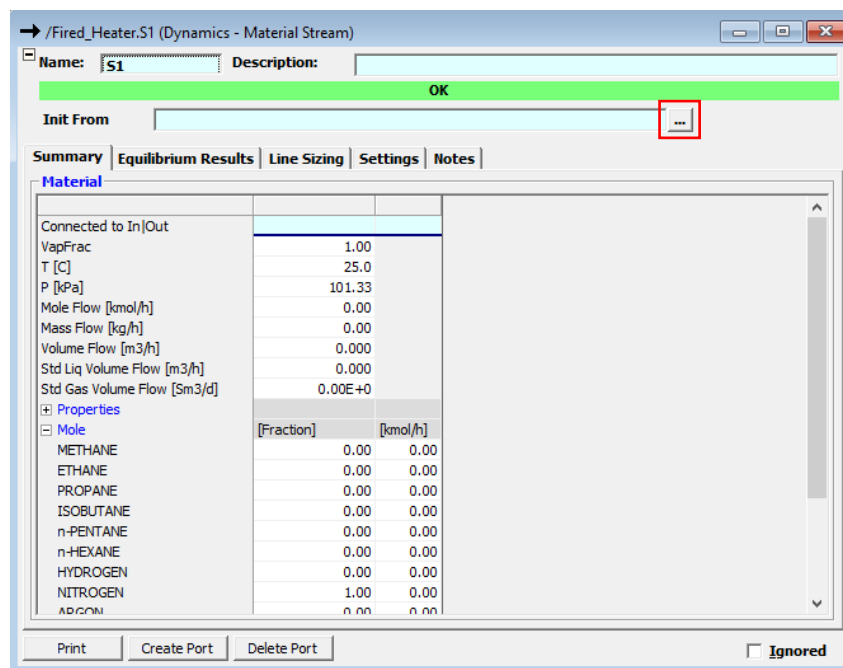 /Fired_Heater.S1 (Dynamics - Material Stream)
Name: S1 Description:
OK
Init From ...
Summary Equilibrium Results Line Sizing Settings Notes
Material
Connected to In|Out
VapFrac 1.00
T [C] 25.0
P [kPa] 101.33
Mole Flow [kmol/h] 0.00
Mass Flow [kg/h] 0.00
Volume Flow [m3/h] 0.000
Std Liq Volume Flow [m3/h] 0.000
Std Gas Volume Flow [Sm3/d] 0.00E+0
Properties
Mole [Fraction] [kmol/h]
METHANE 0.00 0.00
ETHANE 0.00 0.00
PROPANE 0.00 0.00
ISOBUTANE 0.00 0.00
n-PENTANE 0.00 0.00
n-HEXANE 0.00 0.00
HYDROGEN 0.00 0.00
NITROGEN 1.00 0.00
ARGON 0.00 0.00
Print Create Port Delete Port Ignored